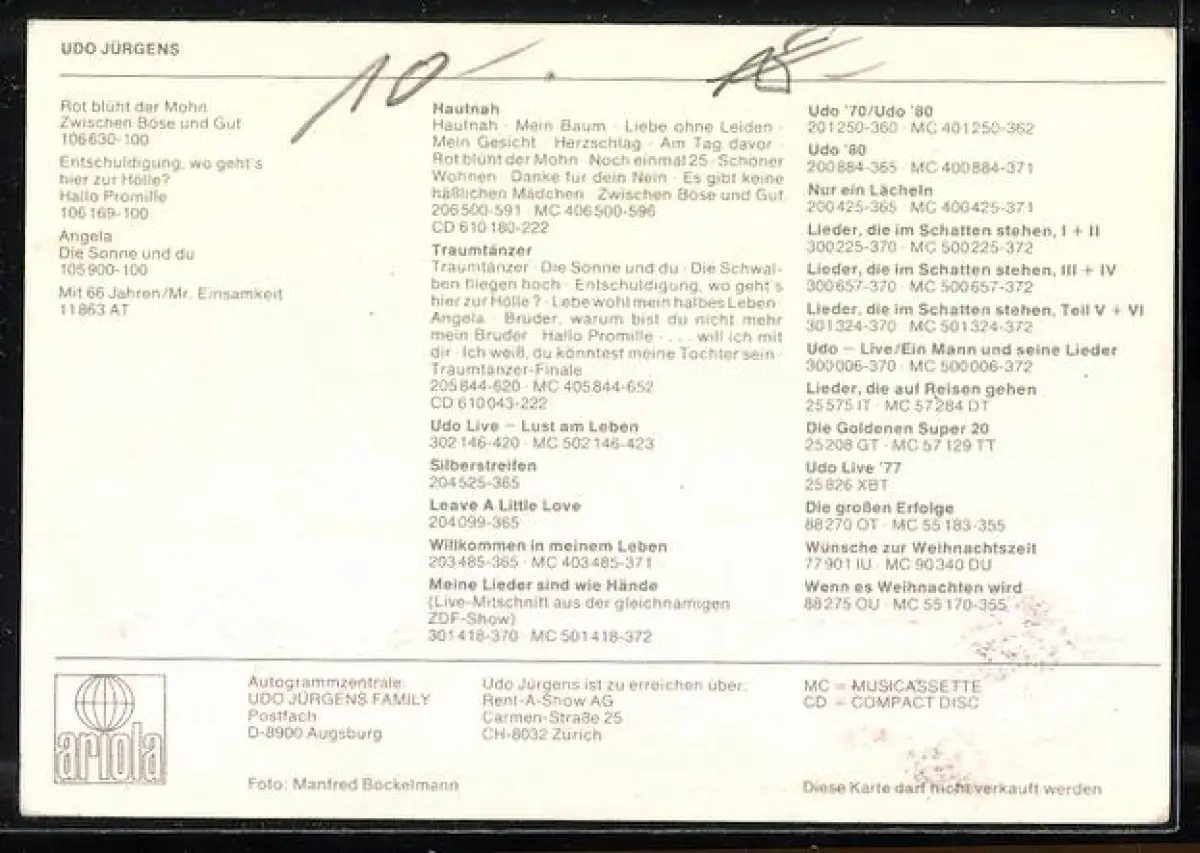 UDO JÜRGENS
10 -.
Rot blüht der Mohn
Zwischen Böse und Gut
106630-100
Entschuldigung, wo geht's
hier zur Hölle?
Hallo Promille
106169-100
Angela
Die Sonne und du
105900-100
Mit 66 Jahren/Mr. Einsamkeit
11863 AT
Hautnah
Hautnah · Mein Baum · Liebe ohne Leiden ·
Mein Gesicht · Herzschlag · Am Tag davor ·
Rot blüht der Mohn · Noch einmal 25 · Schöner
Wohnen · Danke für dein Nein · Es gibt keine
häßlichen Mädchen · Zwischen Böse und Gut
206500-591 · MC 406500-596
CD 610180-222
Traumtänzer
Traumtänzer · Die Sonne und du · Die Schwal-
ben fliegen hoch · Entschuldigung, wo geht's
hier zur Hölle? · Lebe wohl mein halbes Leben ·
Angela · Bruder, warum bist du nicht mehr
mein Bruder · Hallo Promille · ... will ich mit
dir · Ich weiß, du könntest meine Tochter sein ·
Traumtänzer-Finale
205844-620 · MC 405844-652
CD 610043-222
Udo Live – Lust am Leben
302146-420 · MC 502146-423
Silberstreifen
204525-365
Leave A Little Love
204099-365
Willkommen in meinem Leben
203485-365 · MC 403485-371
Meine Lieder sind wie Hände
(Live-Mitschnitt aus der gleichnamigen
ZDF-Show)
301418-370 · MC 501418-372
Udo '70/Udo '80
201250-360 · MC 401250-362
Udo '80
200884-365 · MC 400884-371
Nur ein Lächeln
200425-365 · MC 400425-371
Lieder, die im Schatten stehen, I + II
300225-370 · MC 500225-372
Lieder, die im Schatten stehen, III + IV
300657-370 · MC 500657-372
Lieder, die im Schatten stehen, Teil V + VI
301324-370 · MC 501324-372
Udo – Live/Ein Mann und seine Lieder
300006-370 · MC 500006-372
Lieder, die auf Reisen gehen
25575 IT · MC 57284 DT
Die Goldenen Super 20
25208 GT · MC 57129 TT
Udo Live '77
25826 XBT
Die großen Erfolge
88270 OT · MC 55183-355
Wünsche zur Weihnachtszeit
77901 IU · MC 90340 DU
Wenn es Weihnachten wird
88275 OU · MC 55170-355
ariola
Autogrammzentrale:
UDO JÜRGENS FAMILY
Postfach
D-8900 Augsburg
Foto: Manfred Bockelmann
Udo Jürgens ist zu erreichen über:
Rent-A-Show AG
Carmen-Straße 25
CH-8032 Zürich
MC = MUSICASSETTE
CD = COMPACT DISC
Diese Karte darf nicht verkauft werden